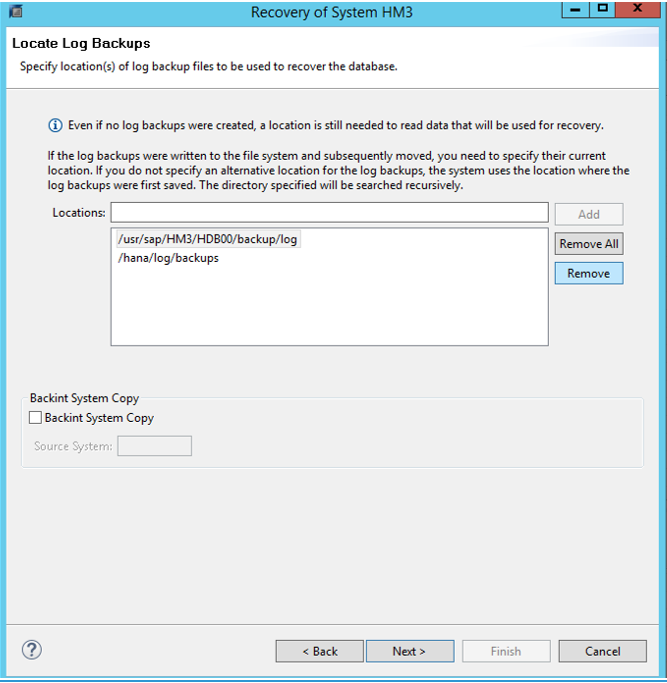 Recovery of System HM3
Locate Log Backups
Specify location(s) of log backup files to be used to recover the database.
Even if no log backups were created, a location is still needed to read data that will be used for recovery.
If the log backups were written to the file system and subsequently moved, you need to specify their current
location. If you do not specify an alternative location for the log backups, the system uses the location where the
log backups were first saved. The directory specified will be searched recursively.
Locations:
Add
/usr/sap/HM3/HDB00/backup/log
Remove All
/hana/log/backups
Remove
Backint System Copy
Backint System Copy
Source System:
< Back
Next >
Finish
Cancel